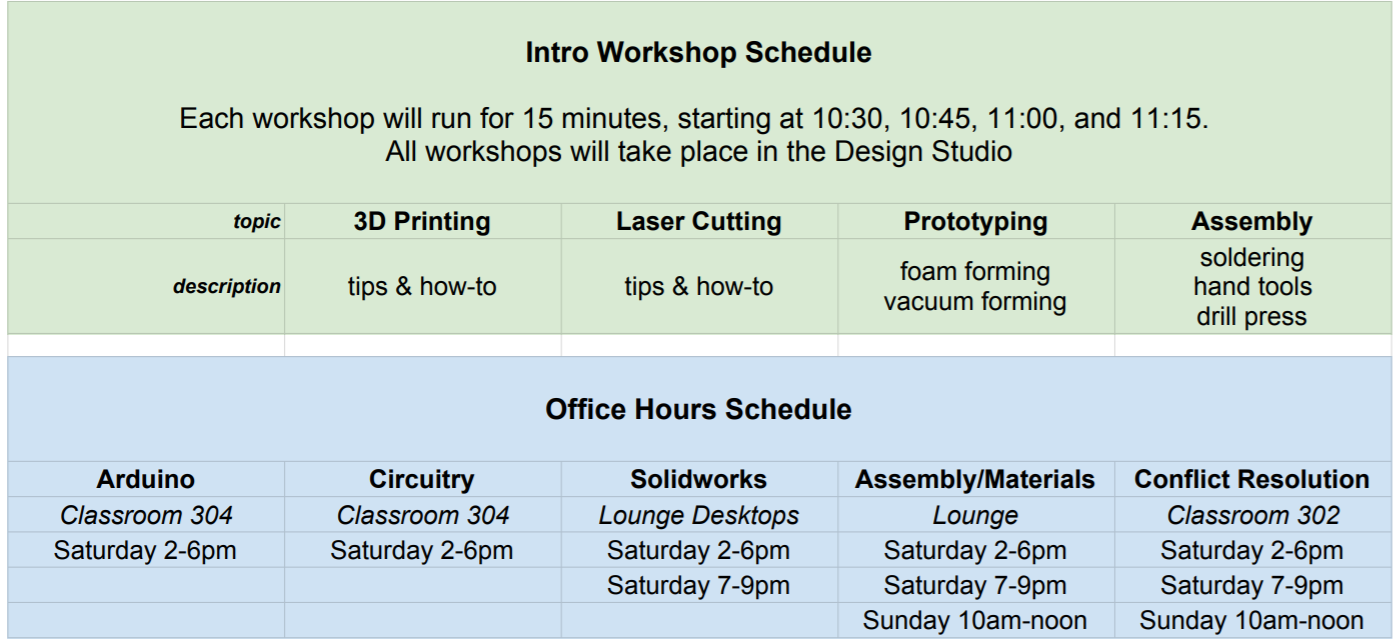 Intro Workshop Schedule
Each workshop will run for 15 minutes, starting at 10:30, 10:45, 11:00, and 11:15.
All workshops will take place in the Design Studio
topic 3D Printing Laser Cutting Prototyping Assembly
description tips & how-to tips & how-to foam forming vacuum forming soldering hand tools drill press
Office Hours Schedule
Arduino Circuitry Solidworks Assembly/Materials Conflict Resolution
Classroom 304 Classroom 304 Lounge Desktops Lounge Classroom 302
Saturday 2-6pm Saturday 2-6pm Saturday 2-6pm Saturday 2-6pm Saturday 2-6pm
Saturday 7-9pm Saturday 7-9pm Saturday 7-9pm
Sunday 10am-noon Sunday 10am-noon